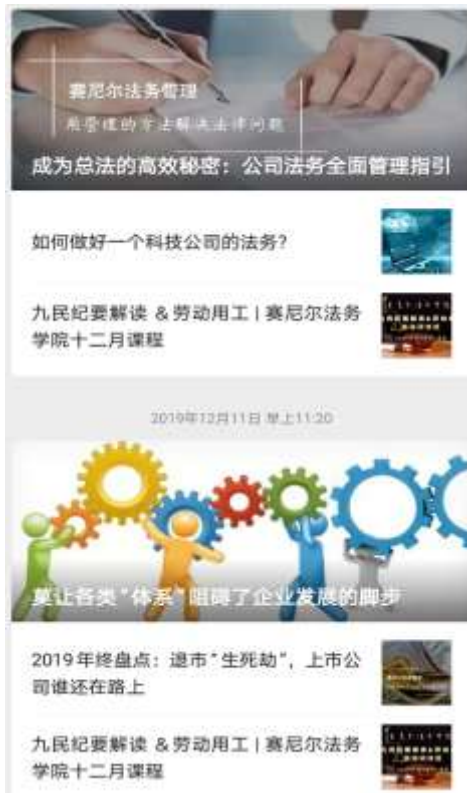 赛尼尔法务管理
用管理的方法解决法律问题
成为总法的高效秘密：公司法务全面管理指引
如何做好一个科技公司的法务？
九民纪要解读 & 劳动用工 | 赛尼尔法务
学院十二月课程
2019年12月11日 早上11:20
莫让各类“体系”阻碍了企业发展的脚步
2019年终盘点：退市“生死劫”，上市公
司谁还在路上
九民纪要解读 & 劳动用工 | 赛尼尔法务
学院十二月课程